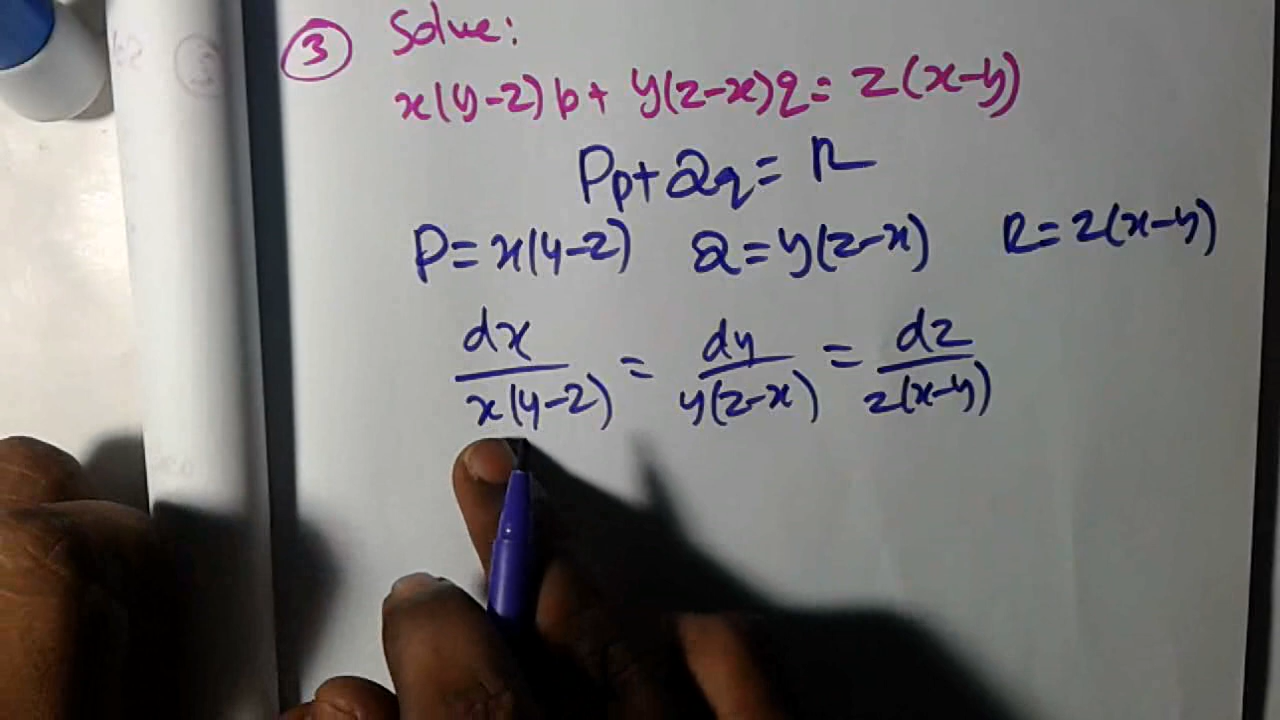 ③ Solve:
x(y-z)p + y(z-x)q = z(x-y)
Pp + Qq = R
P = x(y-z) Q = y(z-x) R = z(x-y)
dx/x(y-z) = dy/y(z-x) = dz/z(x-y)